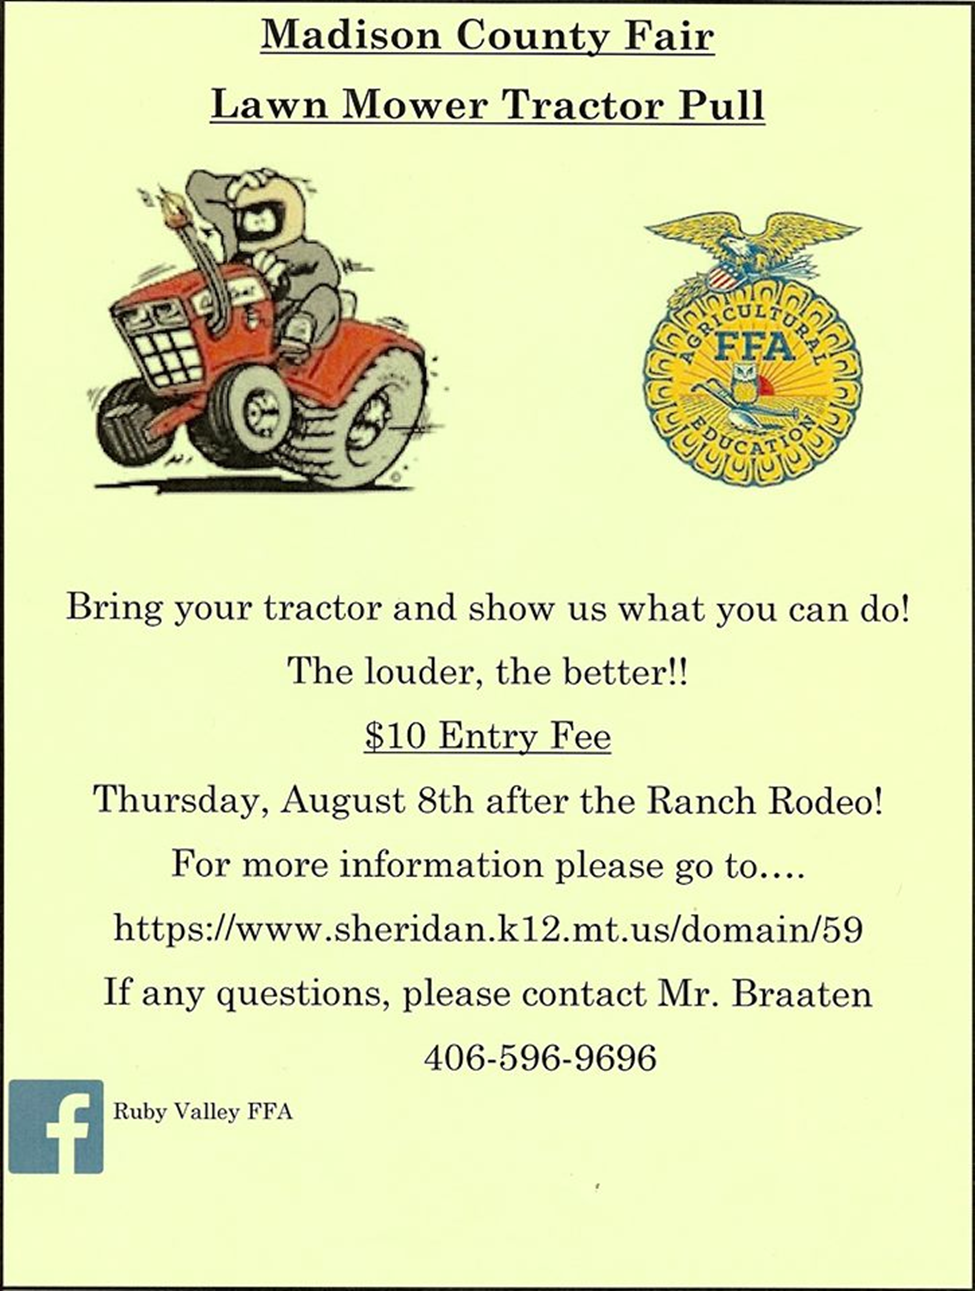 Madison County Fair
Lawn Mower Tractor Pull
AGRICULTURAL
FFA
EDUCATION
Bring your tractor and show us what you can do!
The louder, the better!!
$10 Entry Fee
Thursday, August 8th after the Ranch Rodeo!
For more information please go to....
https://www.sheridan.k12.mt.us/domain/59
If any questions, please contact Mr. Braaten
406-596-9696
f
Ruby Valley FFA